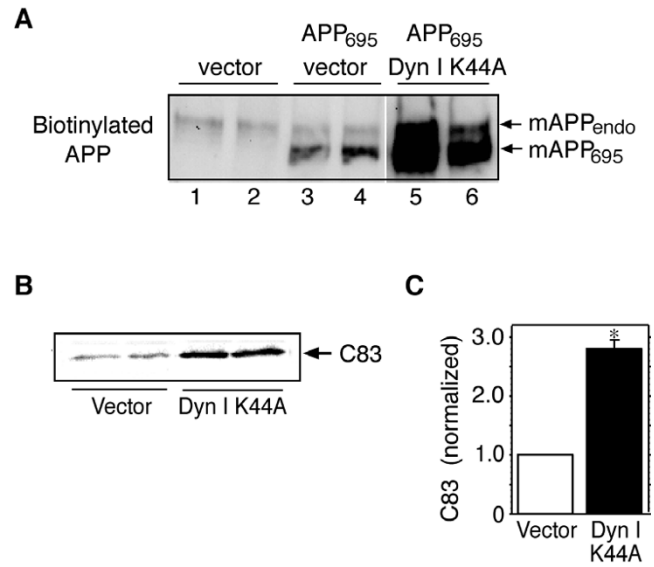 A
APP695 APP695
vector vector Dyn I K44A
Biotinylated APP
mAPPendo
mAPP695
1 2 3 4 5 6
B
C83
Vector Dyn I K44A
C
C83 (normalized)
3.0
*
2.0
1.0
0
Vector Dyn I
K44A